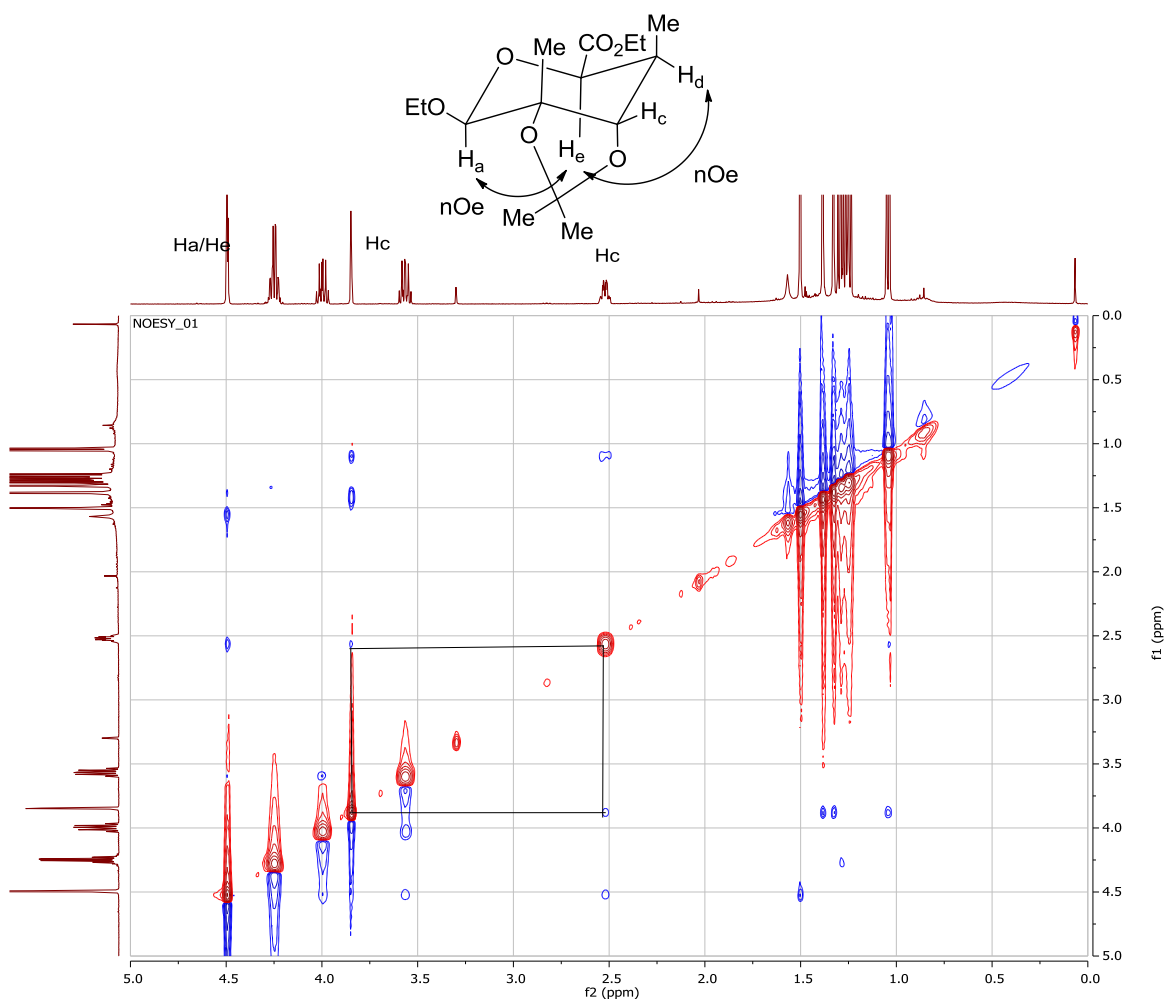 Me
Me
CO2Et
O
Hd
EtO
Hc
O
He
O
Ha
nOe
nOe
Me
Me
Ha/He
Hc
Hc
NOESY_01
0.0
0.5
1.0
1.5
2.0
2.5
3.0
3.5
4.0
4.5
5.0
f1 (ppm)
5.0 4.5 4.0 3.5 3.0 2.5 2.0 1.5 1.0 0.5 0.0
f2 (ppm)